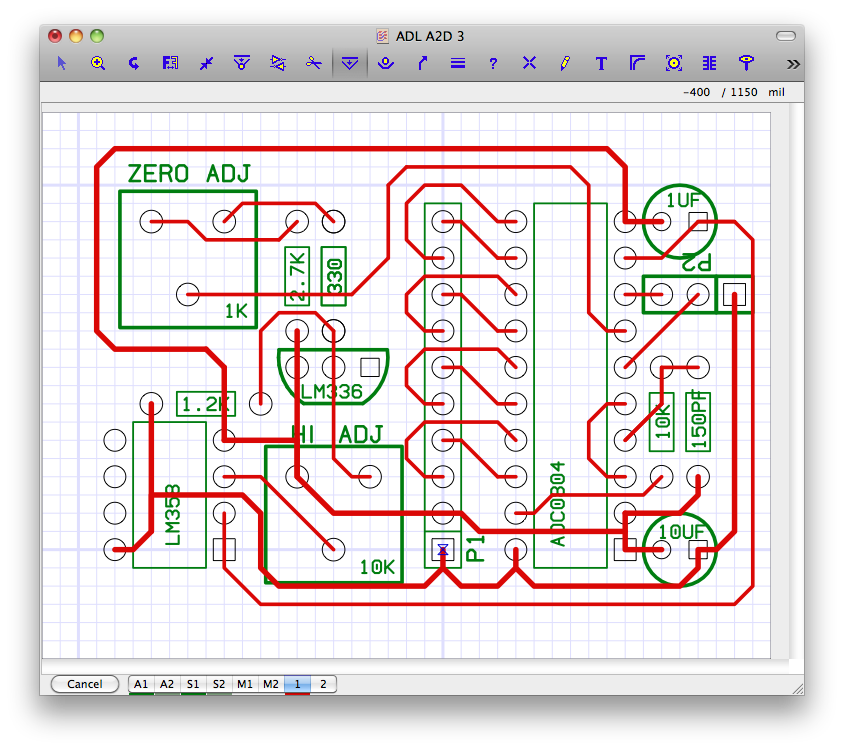 ADL A2D 3
? T »
-400 / 1150 mil
ZERO ADJ
1UF
P2
2.7K
330
1K
LM336
1.2K
10K
150PF
HI ADJ
LM358
ADC0804
10UF
P1
10K
Cancel A1 A2 S1 S2 M1 M2 1 2